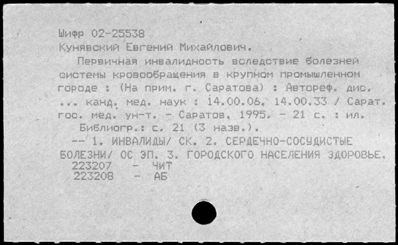 Шифр 02-25538
Кунявский Евгений Михайлович.
Первичная инвалидность вследствие болезней
системы кровообращения в крупном промышленном
городе : (На прим. г. Саратова) : Автореф. дис.
... канд. мед. наук : 14.00.06, 14.00.33 / Сарат.
гос. мед. ун-т. - Саратов, 1995. - 21 с. : ил.
Библиогр.: с. 21 (3 назв.).
-- 1. ИНВАЛИДЫ/ СК. 2. СЕРДЕЧНО-СОСУДИСТЫЕ
БОЛЕЗНИ/ ОС ЭП. 3. ГОРОДСКОГО НАСЕЛЕНИЯ ЗДОРОВЬЕ.
223207 - ЧИТ
223208 - АБ